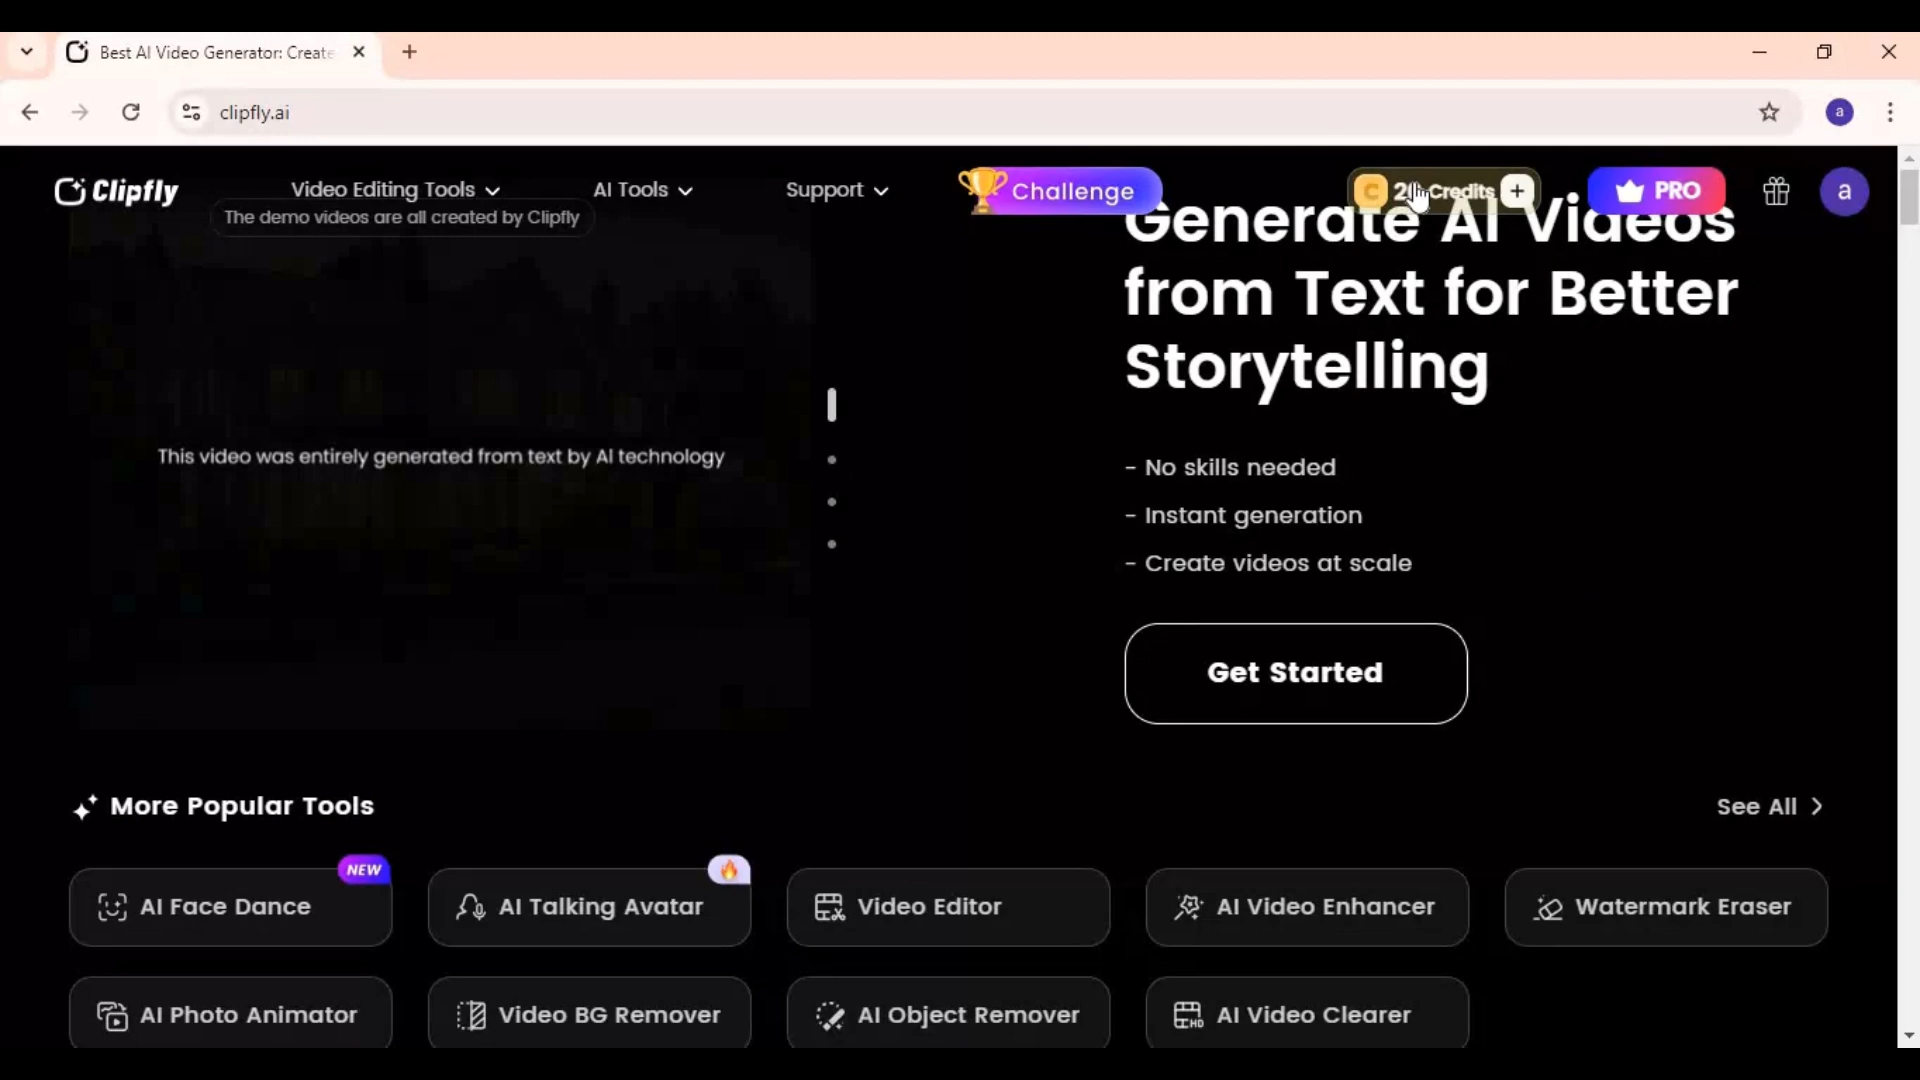 Best AI Video Generator: Create
clipfly.ai
Clipfly
Video Editing Tools
AI Tools
Support
Challenge
Credits
PRO
a
The demo videos are all created by Clipfly
This video was entirely generated from text by AI technology
Generate AI Videos
from Text for Better
Storytelling
- No skills needed
- Instant generation
- Create videos at scale
Get Started
More Popular Tools
See All
NEW
AI Face Dance
AI Talking Avatar
Video Editor
AI Video Enhancer
Watermark Eraser
AI Photo Animator
Video BG Remover
AI Object Remover
HD
AI Video Clearer